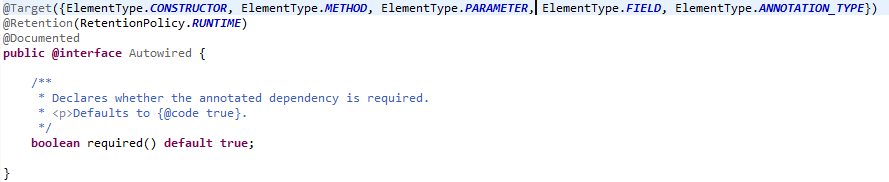 @Target({ElementType.CONSTRUCTOR, ElementType.METHOD, ElementType.PARAMETER, ElementType.FIELD, ElementType.ANNOTATION_TYPE})
@Retention(RetentionPolicy.RUNTIME)
@Documented
public @interface Autowired {

    /**
     * Declares whether the annotated dependency is required.
     * <p>Defaults to {@code true}.
     */
    boolean required() default true;

}